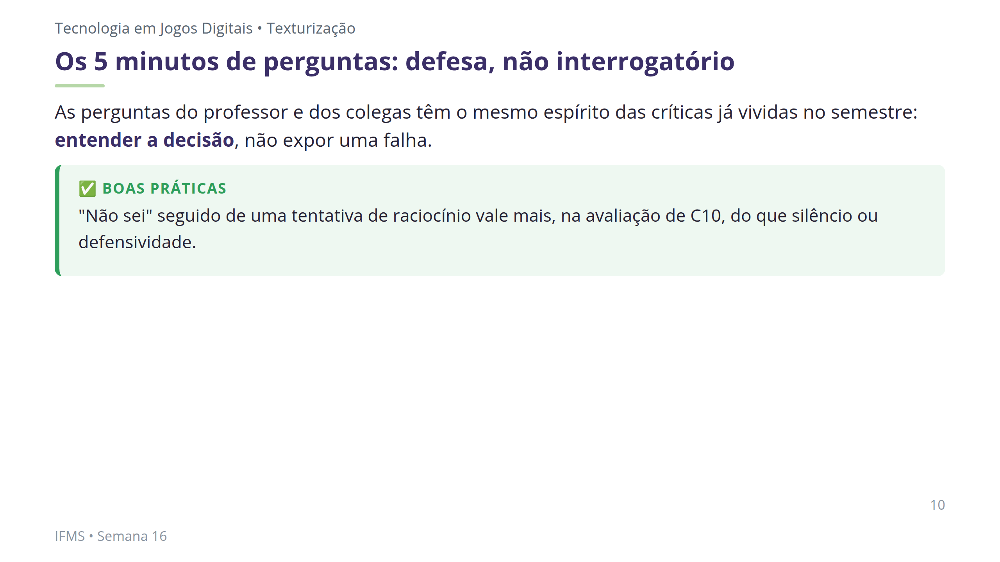 Tecnologia em Jogos Digitais • Texturização
Os 5 minutos de perguntas: defesa, não interrogatório
As perguntas do professor e dos colegas têm o mesmo espírito das críticas já vividas no semestre:
entender a decisão, não expor uma falha.
✅ BOAS PRÁTICAS
"Não sei" seguido de uma tentativa de raciocínio vale mais, na avaliação de C10, do que silêncio ou
defensividade.
10
IFMS • Semana 16